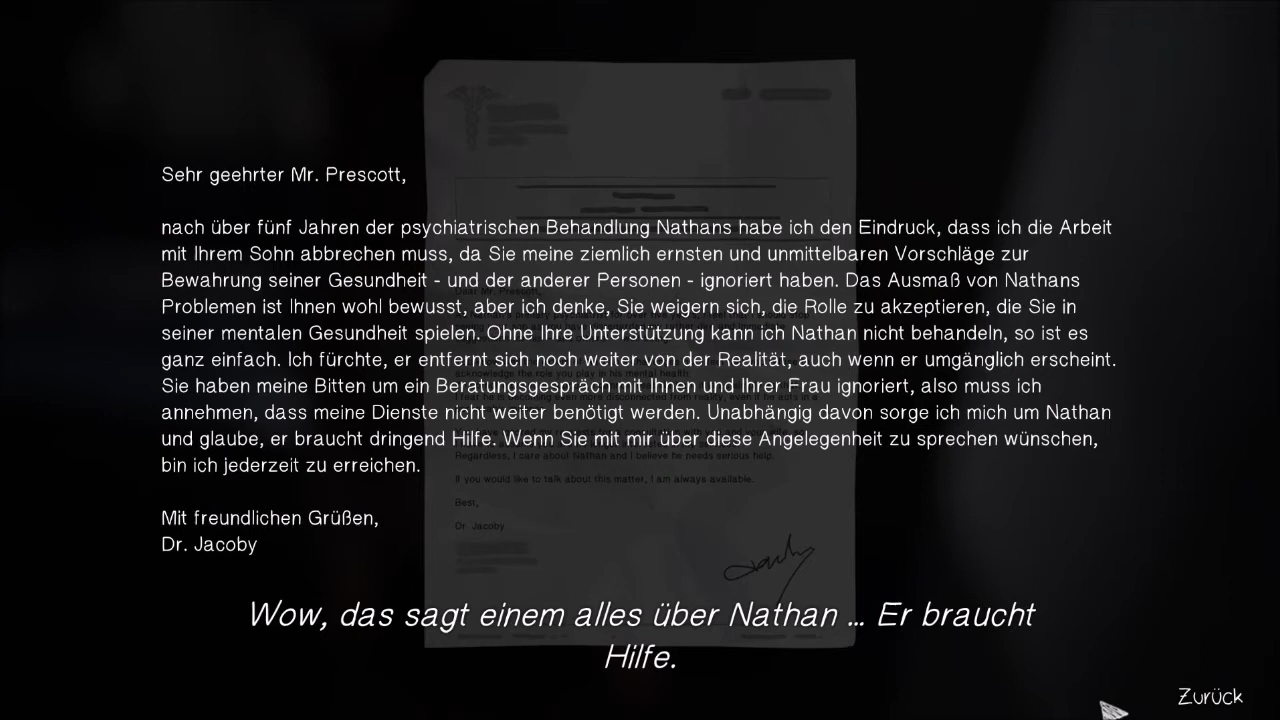 Sehr geehrter Mr. Prescott,
nach über fünf Jahren der psychiatrischen Behandlung Nathans habe ich den Eindruck, dass ich die Arbeit
mit Ihrem Sohn abbrechen muss, da Sie meine ziemlich ernsten und unmittelbaren Vorschläge zur
Bewahrung seiner Gesundheit - und der anderer Personen - ignoriert haben. Das Ausmaß von Nathans
Problemen ist Ihnen wohl bewusst, aber ich denke, Sie weigern sich, die Rolle zu akzeptieren, die Sie in
seiner mentalen Gesundheit spielen. Ohne Ihre Unterstützung kann ich Nathan nicht behandeln, so ist es
ganz einfach. Ich fürchte, er entfernt sich noch weiter von der Realität, auch wenn er umgänglich erscheint.
Sie haben meine Bitten um ein Beratungsgespräch mit Ihnen und Ihrer Frau ignoriert, also muss ich
annehmen, dass meine Dienste nicht weiter benötigt werden. Unabhängig davon sorge ich mich um Nathan
und glaube, er braucht dringend Hilfe. Wenn Sie mit mir über diese Angelegenheit zu sprechen wünschen,
bin ich jederzeit zu erreichen.
Mit freundlichen Grüßen,
Dr. Jacoby
acknowledge the role you play in his mental health.
Regardless, I care about Nathan and I believe he needs serious help.
If you would like to talk about this matter, I am always available.
Best,
Dr. Jacoby
Wow, das sagt einem alles über Nathan ... Er braucht
Hilfe.
Zurück